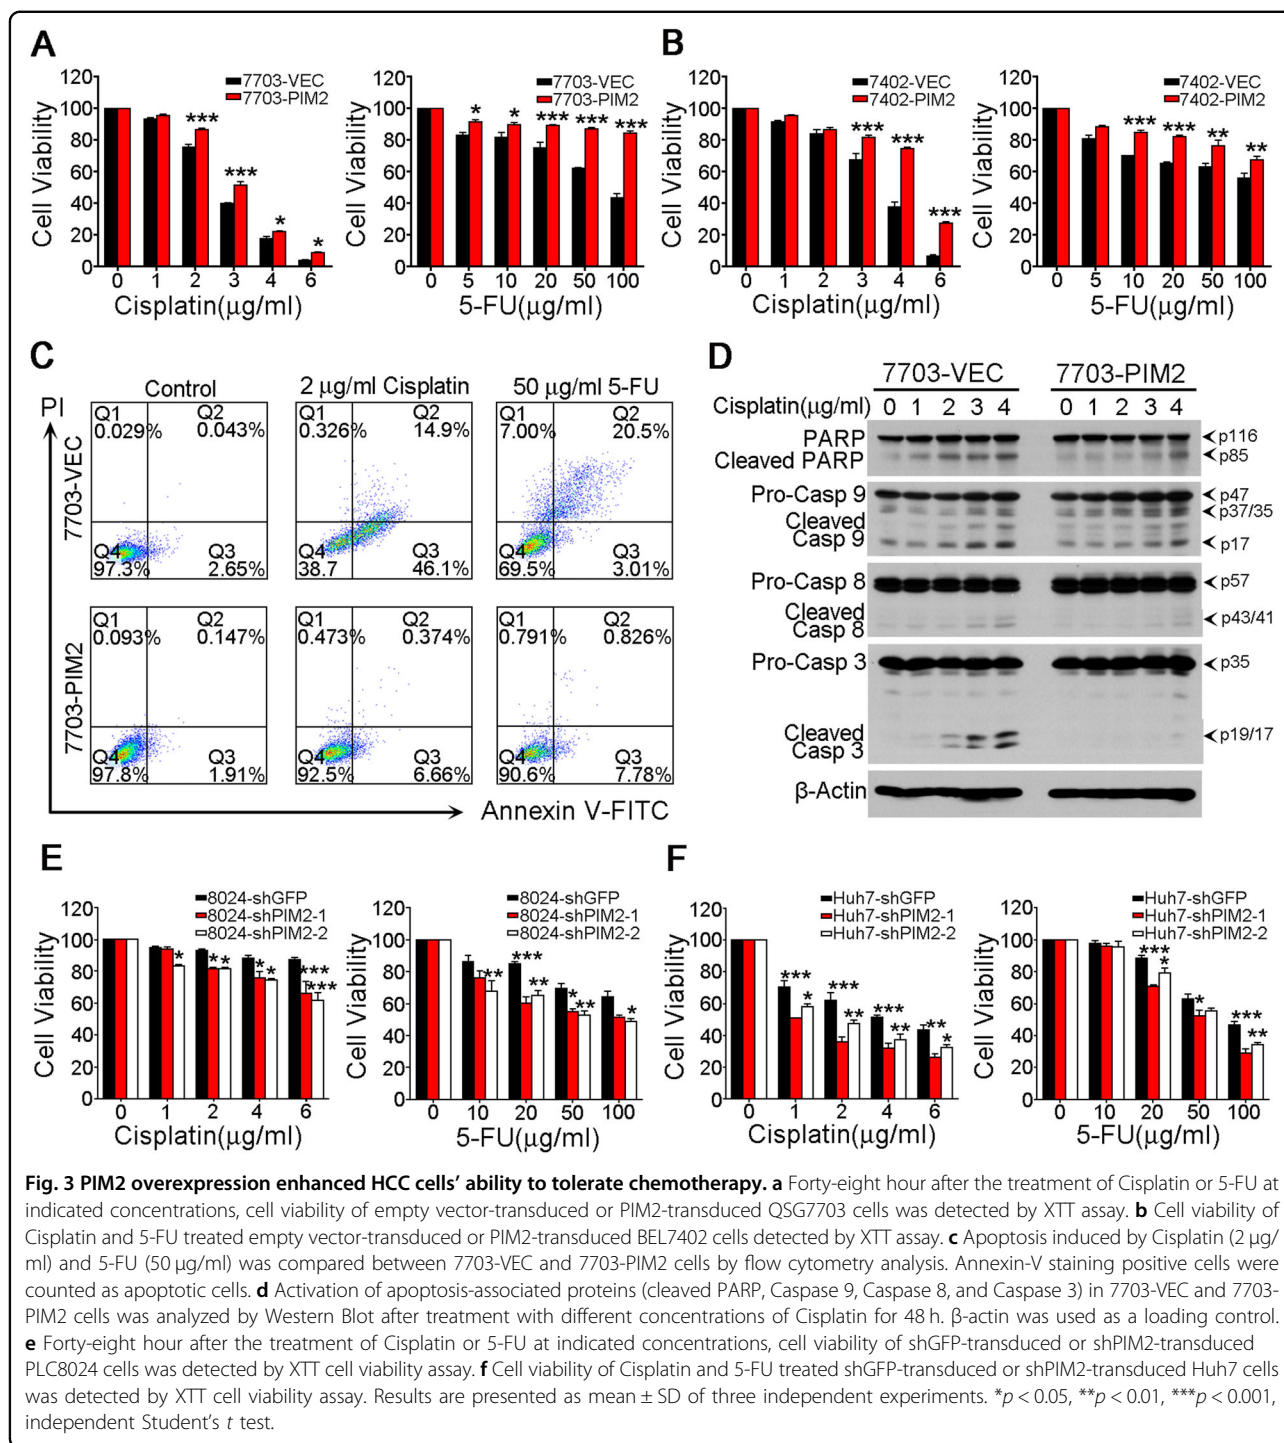 A
120
100
80
60
40
20
0
Cell Viability
7703-VEC
7703-PIM2
***
***
*
*
0 1 2 3 4 6
Cisplatin(μg/ml)
120
100
80
60
40
20
0
Cell Viability
7703-VEC
7703-PIM2
* * *** *** ***
0 5 10 20 50 100
5-FU(μg/ml)
B
120
100
80
60
40
20
0
Cell Viability
7402-VEC
7402-PIM2
***
***
***
0 1 2 3 4 6
Cisplatin(μg/ml)
120
100
80
60
40
20
0
Cell Viability
7402-VEC
7402-PIM2
*** *** ** **
0 5 10 20 50 100
5-FU(μg/ml)
C
PI
Control 2 μg/ml Cisplatin 50 μg/ml 5-FU
7703-VEC
Q1 Q2
0.029% 0.043%
Q4 Q3
97.3% 2.65%
Q1 Q2
0.326% 14.9%
Q4 Q3
38.7 46.1%
Q1 Q2
7.00% 20.5%
Q4 Q3
69.5% 3.01%
7703-PIM2
Q1 Q2
0.093% 0.147%
Q4 Q3
97.8% 1.91%
Q1 Q2
0.473% 0.374%
Q4 Q3
92.5% 6.66%
Q1 Q2
0.791% 0.826%
Q4 Q3
90.6% 7.78%
Annexin V-FITC
D
7703-VEC 7703-PIM2
Cisplatin(μg/ml) 0 1 2 3 4 0 1 2 3 4
PARP p116
Cleaved PARP p85
Pro-Casp 9 p47
p37/35
Cleaved
Casp 9 p17
Pro-Casp 8 p57
Cleaved
Casp 8 p43/41
Pro-Casp 3 p35
Cleaved
Casp 3 p19/17
β-Actin
E
120
100
80
60
40
20
0
Cell Viability
8024-shGFP
8024-shPIM2-1
8024-shPIM2-2
*
* *
*
*
***
***
0 1 2 4 6
Cisplatin(μg/ml)
120
100
80
60
40
20
0
Cell Viability
8024-shGFP
8024-shPIM2-1
8024-shPIM2-2
**
***
**
*
**
*
0 10 20 50 100
5-FU(μg/ml)
F
120
100
80
60
40
20
0
Cell Viability
Huh7-shGFP
Huh7-shPIM2-1
Huh7-shPIM2-2
***
*
***
**
***
**
**
*
0 1 2 4 6
Cisplatin(μg/ml)
120
100
80
60
40
20
0
Cell Viability
Huh7-shGFP
Huh7-shPIM2-1
Huh7-shPIM2-2
***
*
*
***
**
0 10 20 50 100
5-FU(μg/ml)
Fig. 3 PIM2 overexpression enhanced HCC cells’ ability to tolerate chemotherapy. a Forty-eight hour after the treatment of Cisplatin or 5-FU at
indicated concentrations, cell viability of empty vector-transduced or PIM2-transduced QSG7703 cells was detected by XTT assay. b Cell viability of
Cisplatin and 5-FU treated empty vector-transduced or PIM2-transduced BEL7402 cells detected by XTT assay. c Apoptosis induced by Cisplatin (2 μg/
ml) and 5-FU (50 μg/ml) was compared between 7703-VEC and 7703-PIM2 cells by flow cytometry analysis. Annexin-V staining positive cells were
counted as apoptotic cells. d Activation of apoptosis-associated proteins (cleaved PARP, Caspase 9, Caspase 8, and Caspase 3) in 7703-VEC and 7703-
PIM2 cells was analyzed by Western Blot after treatment with different concentrations of Cisplatin for 48 h. β-actin was used as a loading control.
e Forty-eight hour after the treatment of Cisplatin or 5-FU at indicated concentrations, cell viability of shGFP-transduced or shPIM2-transduced
PLC8024 cells was detected by XTT cell viability assay. f Cell viability of Cisplatin and 5-FU treated shGFP-transduced or shPIM2-transduced Huh7 cells
was detected by XTT cell viability assay. Results are presented as mean ± SD of three independent experiments. *p < 0.05, **p < 0.01, ***p < 0.001,
independent Student’s t test.